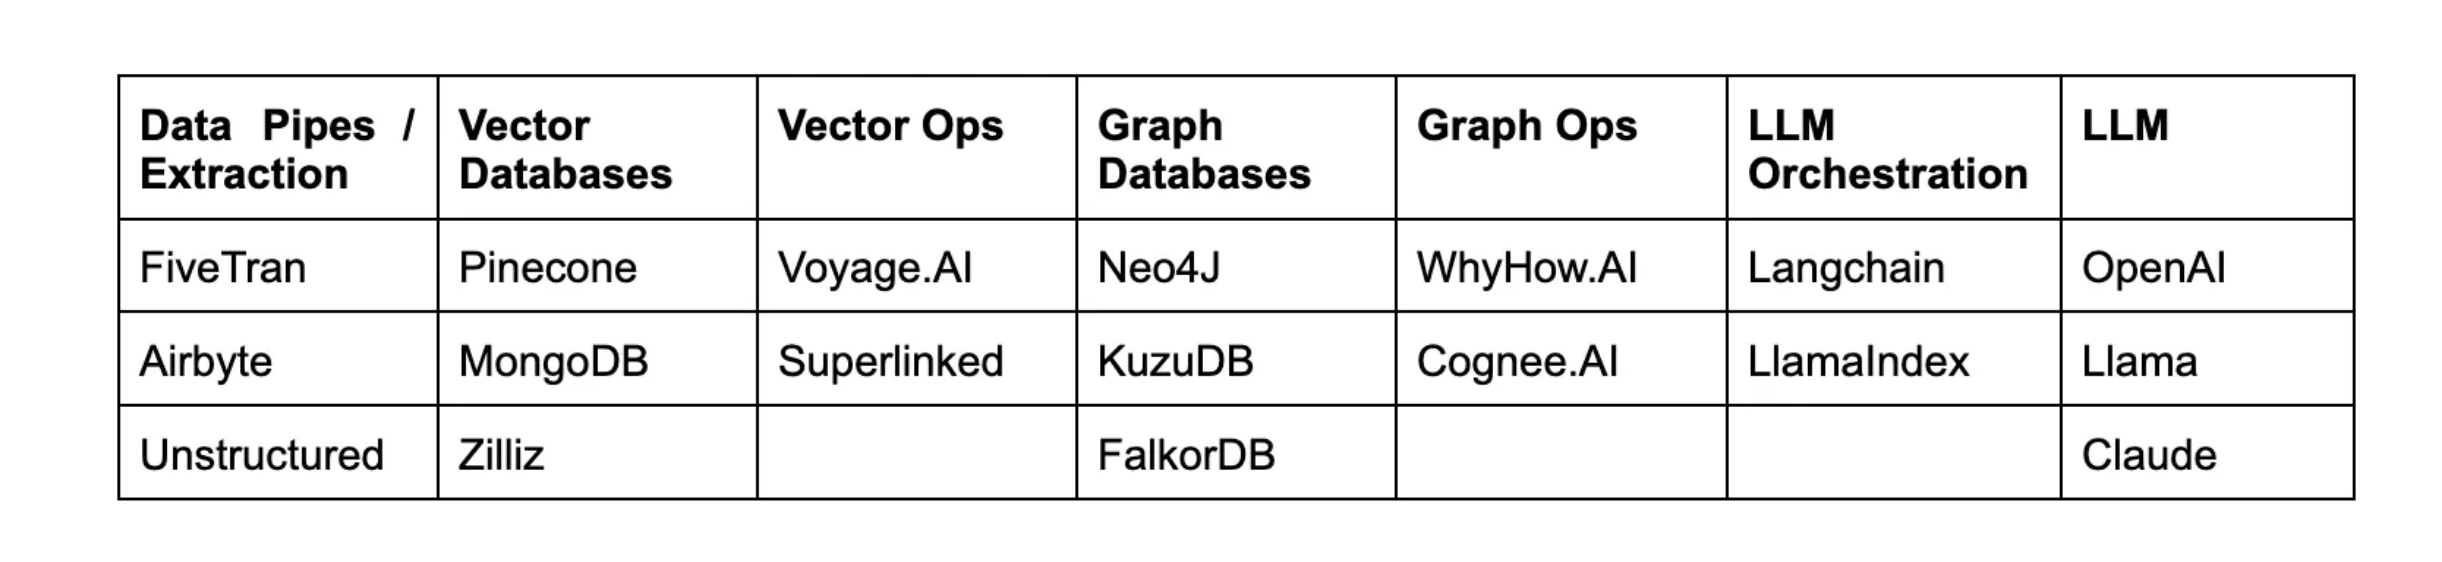 Data Pipes / Extraction | Vector Databases | Vector Ops | Graph Databases | Graph Ops | LLM Orchestration | LLM
FiveTran | Pinecone | Voyage.AI | Neo4J | WhyHow.AI | Langchain | OpenAI
Airbyte | MongoDB | Superlinked | KuzuDB | Cognee.AI | LlamaIndex | Llama
Unstructured | Zilliz | | FalkorDB | | | Claude